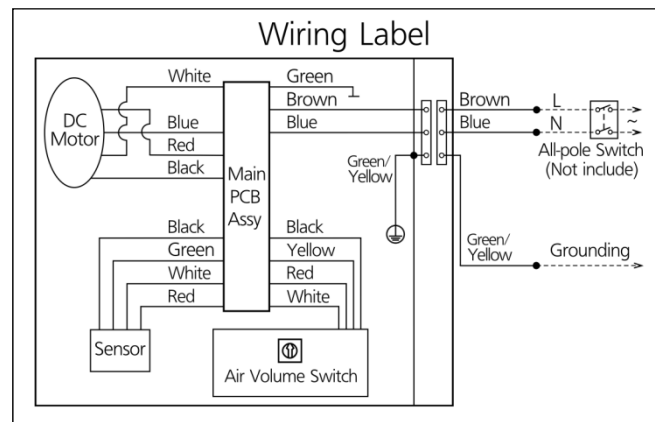 Wiring Label
White
Green
Brown
Brown
L
DC
Motor
Blue
Blue
Blue
N
~
Red
All-pole Switch
(Not include)
Black
Main
PCB
Assy
Green/
Yellow
Black
Black
Green
Yellow
Green/
Yellow
Grounding
White
Red
Red
White
Sensor
Air Volume Switch